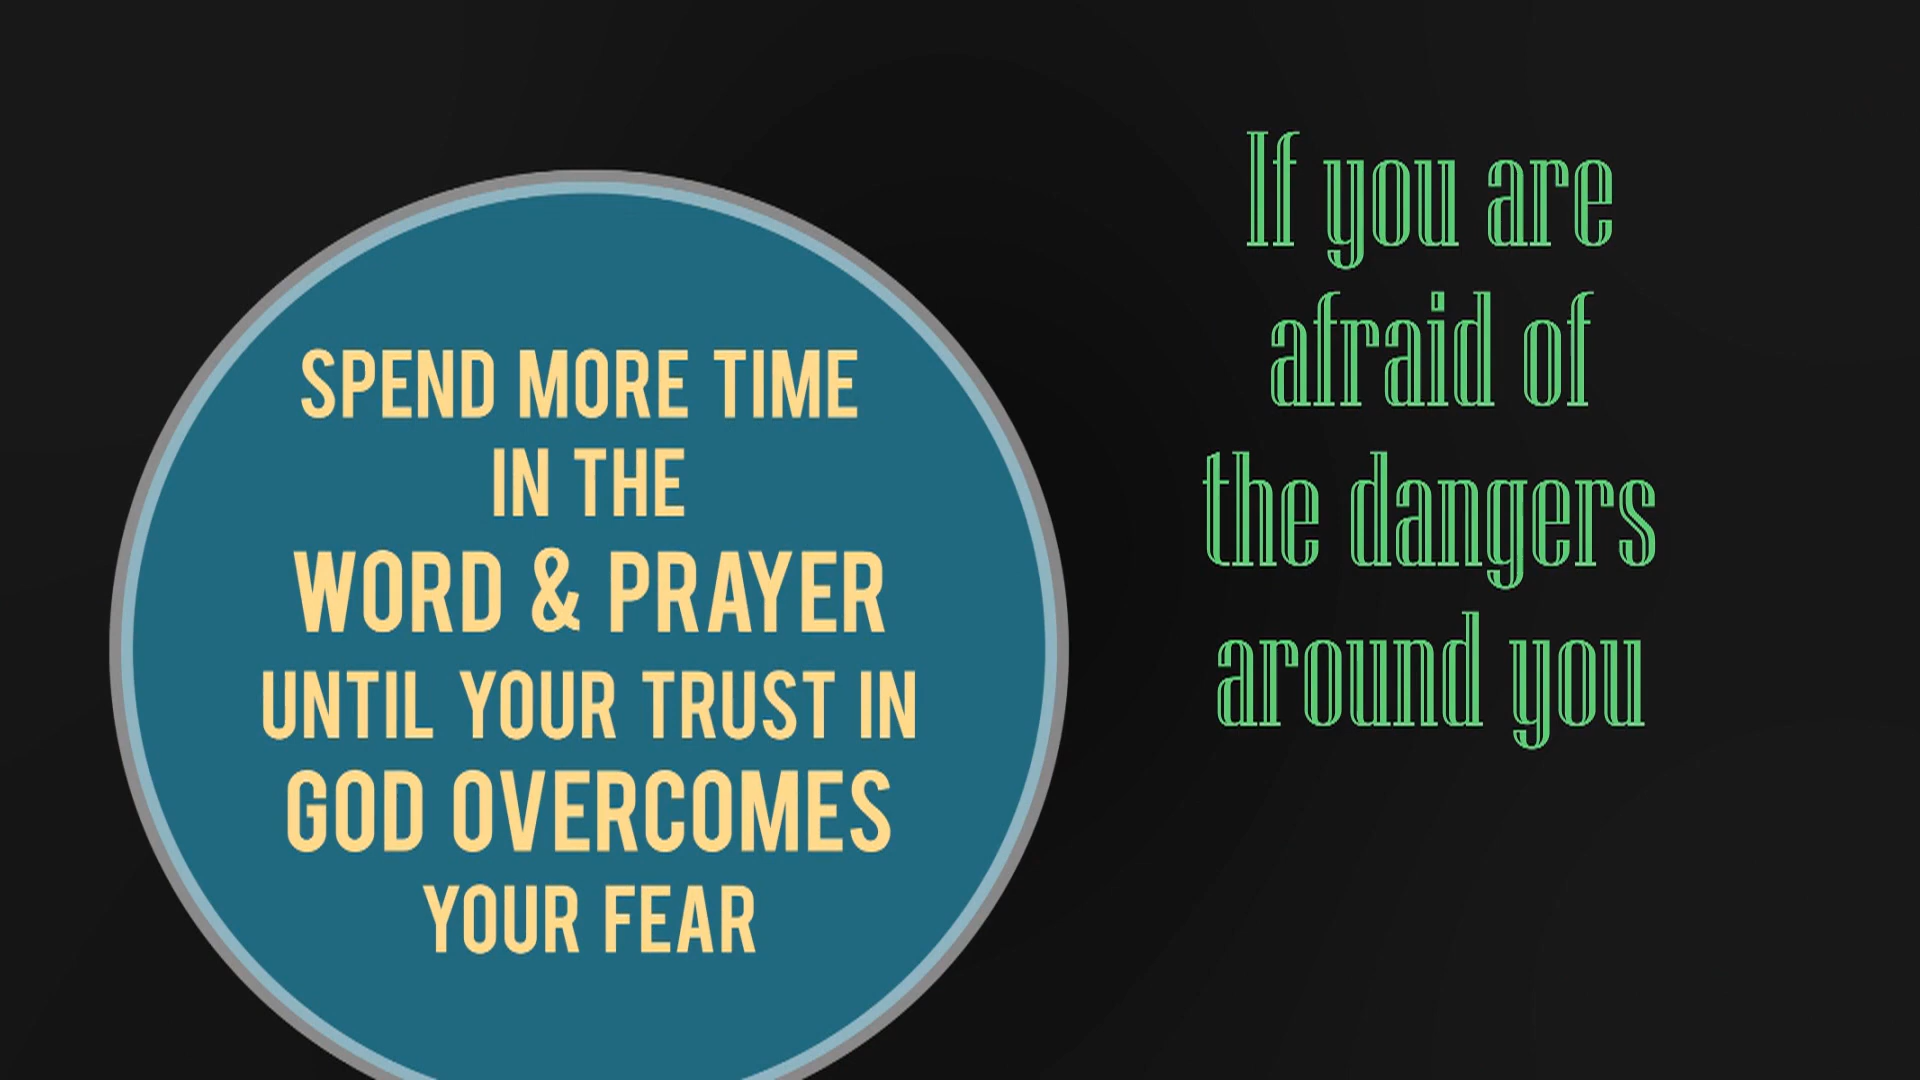 If you are
afraid of
the dangers
around you
SPEND MORE TIME
IN THE
WORD & PRAYER
UNTIL YOUR TRUST IN
GOD OVERCOMES
YOUR FEAR